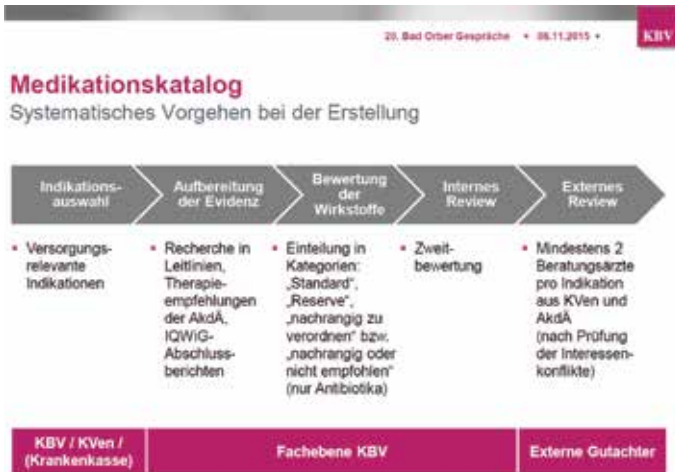 20. Bad Orber Gespräche • 06.11.2015 •
KBV
Medikationskatalog
Systematisches Vorgehen bei der Erstellung
Indikations-
auswahl
Aufbereitung
der Evidenz
Bewertung
der
Wirkstoffe
Internes
Review
Externes
Review
• Versorgungs-
relevante
Indikationen
• Recherche in
Leitlinien,
Therapie-
empfehlungen
der AkdÄ,
IQWiG-
Abschluss-
berichten
• Einteilung in
Kategorien:
„Standard“,
„Reserve“,
„nachrangig zu
verordnen“ bzw.
„nachrangig oder
nicht empfohlen“
(nur Antibiotika)
• Zweit-
bewertung
• Mindestens 2
Beratungsärzte
pro Indikation
aus KVen und
AkdÄ
(nach Prüfung
der Interessen-
konflikte)
KBV / KVen /
(Krankenkasse)
Fachebene KBV
Externe Gutachter